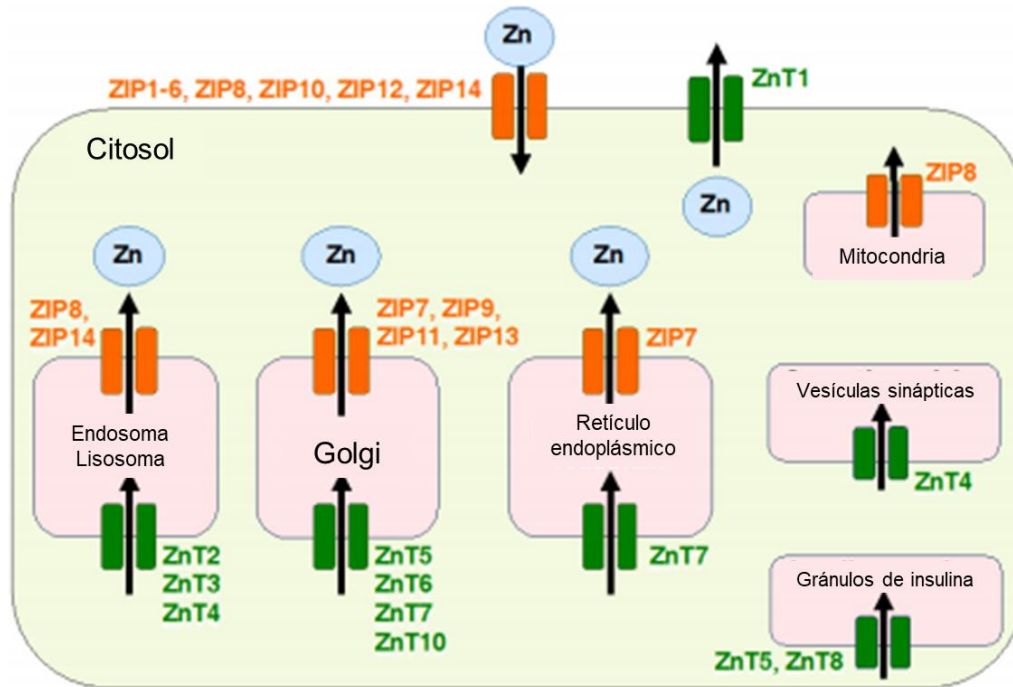 Zn
ZIP1-6, ZIP8, ZIP10, ZIP12, ZIP14
ZnT1
Citosol
Zn
ZIP8
Mitocondria
Zn
ZIP8,
ZIP14
Endosoma
Lisosoma
ZnT2
ZnT3
ZnT4
Zn
ZIP7, ZIP9,
ZIP11, ZIP13
Golgi
ZnT5
ZnT6
ZnT7
ZnT10
Zn
ZIP7
Retículo
endoplásmico
ZnT7
Vesículas sinápticas
ZnT4
Gránulos de insulina
ZnT5, ZnT8